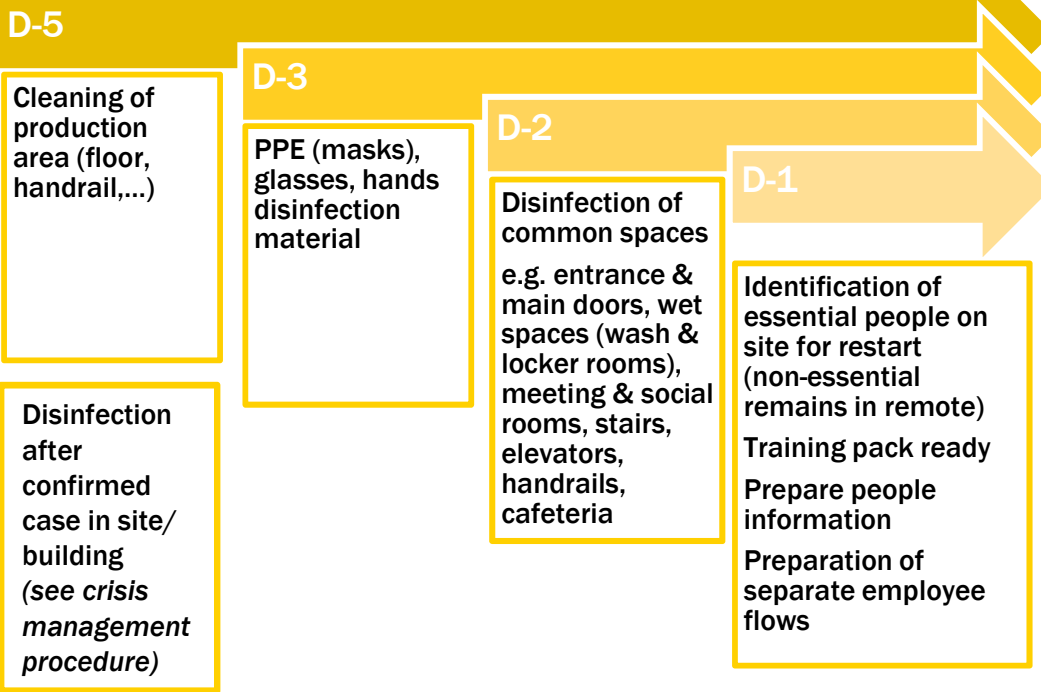 D-5
Cleaning of
production
area (floor,
handrail,...)
Disinfection
after
confirmed
case in site/
building
(see crisis
management
procedure)
D-3
PPE (masks),
glasses, hands
disinfection
material
D-2
Disinfection of
common spaces
e.g. entrance &
main doors, wet
spaces (wash &
locker rooms),
meeting & social
rooms, stairs,
elevators,
handrails,
cafeteria
D-1
Identification of
essential people on
site for restart
(non-essential
remains in remote)
Training pack ready
Prepare people
information
Preparation of
separate employee
flows